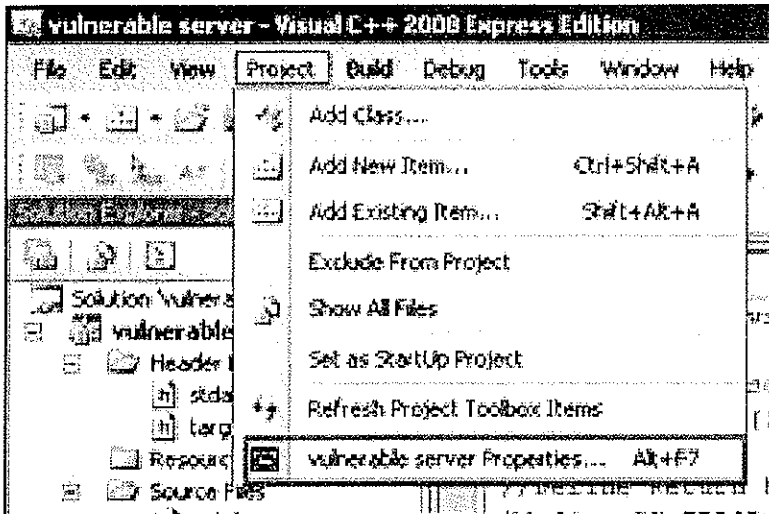 vulnerable server - Visual C++ 2008 Express Edition
File Edit View Project Build Debug Tools Window Help
Add Class...
Add New Item... Ctrl+Shift+A
Add Existing Item... Shift+Alt+A
Exclude From Project
Solution 'vulnera
Show All Files
vulnerable
Set as StartUp Project
Header
stda
Refresh Project Toolbox Items
targ
Resourc
vulnerable server Properties... Alt+F7
Source Files
//Define Return